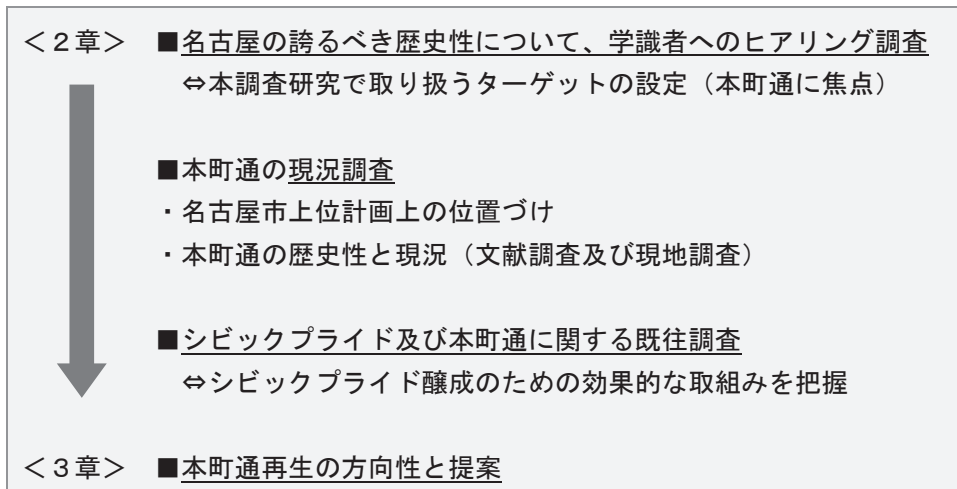 ＜２章＞ ■名古屋の誇るべき歴史性について、学識者へのヒアリング調査
⇔本調査研究で取り扱うターゲットの設定（本町通に焦点）
■本町通の現況調査
・名古屋市上位計画上の位置づけ
・本町通の歴史性と現況（文献調査及び現地調査）
■シビックプライド及び本町通に関する既往調査
⇔シビックプライド醸成のための効果的な取組みを把握
＜３章＞ ■本町通再生の方向性と提案